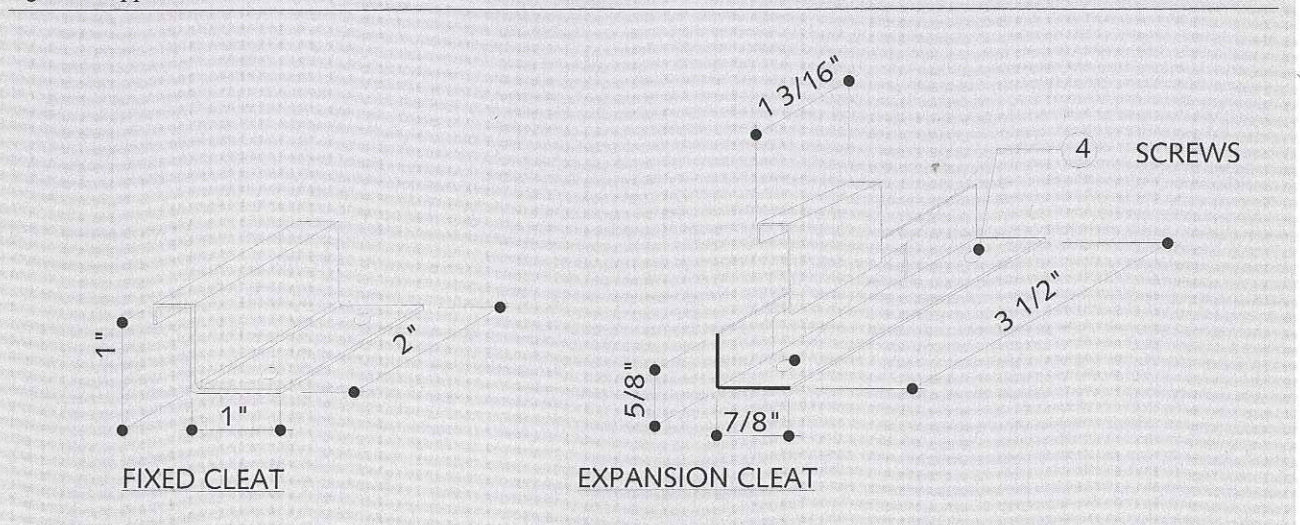 1 3/16"
4 SCREWS
3 1/2"
1"
2"
5/8"
1"
7/8"
FIXED CLEAT
EXPANSION CLEAT